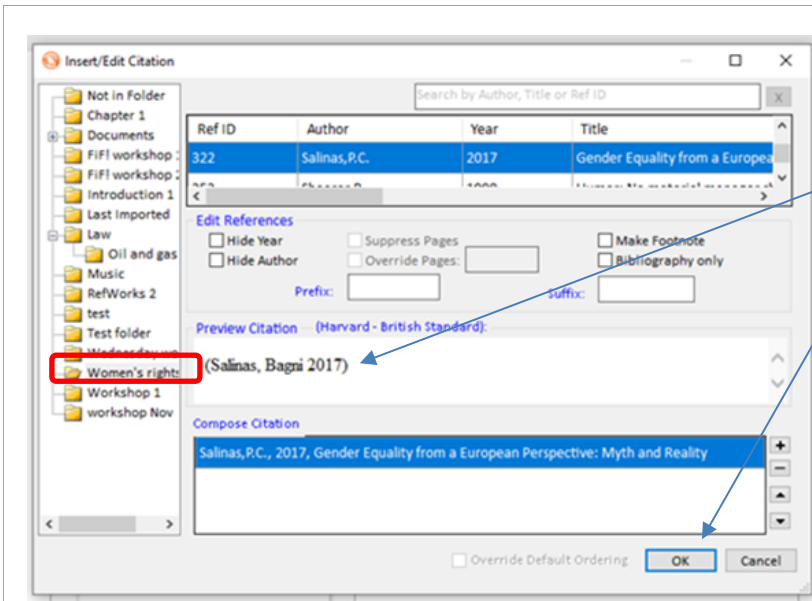 Insert/Edit Citation
Search by Author, Title or Ref ID
X
Not in Folder
Chapter 1
Documents
FiF! workshop
FiF! workshop
Introduction 1
Last Imported
Law
Oil and gas
Music
RefWorks 2
test
Test folder
Wednesday
Women's rights
Workshop 1
workshop Nov
Ref ID Author Year Title
322 Salinas,P.C. 2017 Gender Equality from a Europea
Edit References
Hide Year Suppress Pages Make Footnote
Hide Author Override Pages: Bibliography only
Prefix: Suffix:
Preview Citation (Harvard - British Standard):
(Salinas, Bagni 2017)
Compose Citation
Salinas,P.C., 2017, Gender Equality from a European Perspective: Myth and Reality
Override Default Ordering OK Cancel